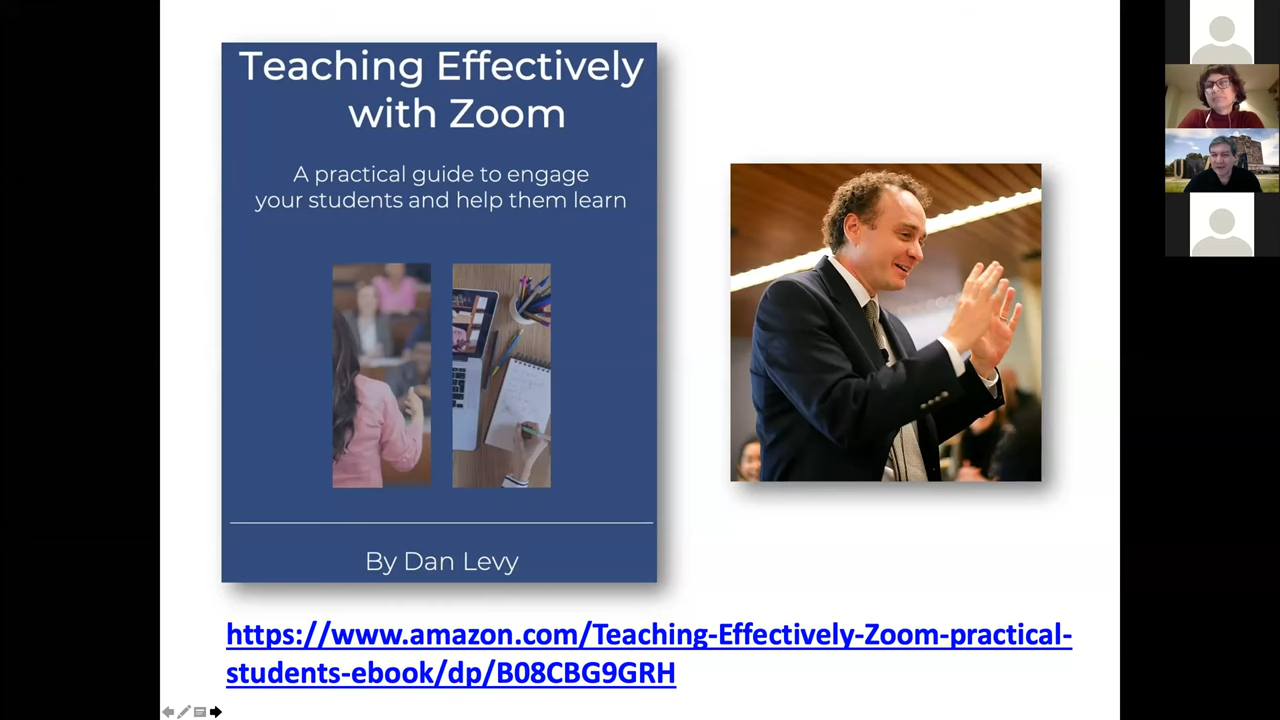 Teaching Effectively
with Zoom
A practical guide to engage
your students and help them learn
By Dan Levy
https://www.amazon.com/Teaching-Effectively-Zoom-practical-
students-ebook/dp/B08CBG9GRH